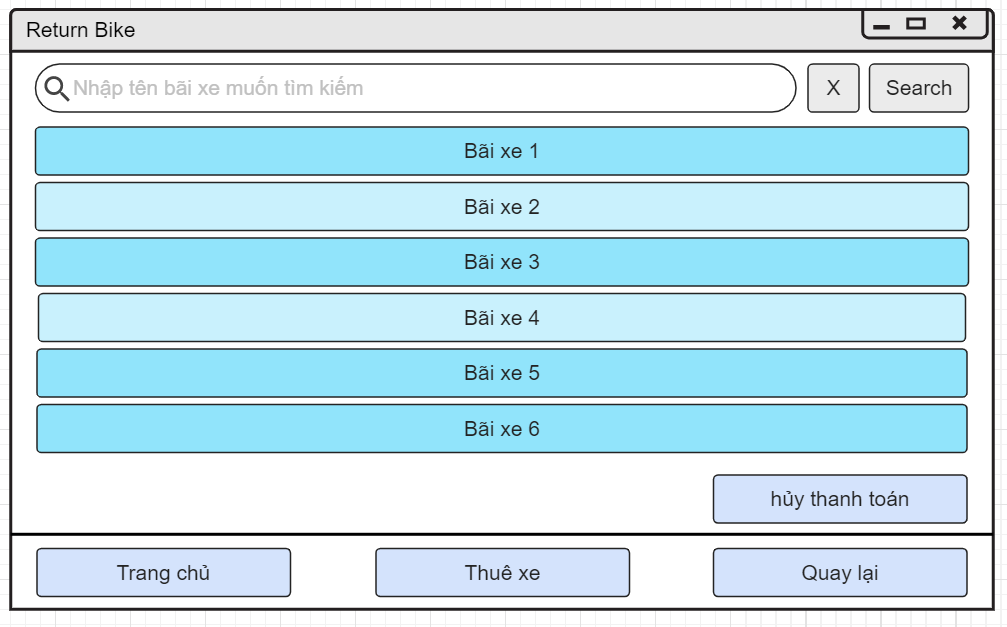 Return Bike
Nhập tên bãi xe muốn tìm kiếm
X
Search
Bãi xe 1
Bãi xe 2
Bãi xe 3
Bãi xe 4
Bãi xe 5
Bãi xe 6
hủy thanh toán
Trang chủ
Thuê xe
Quay lại